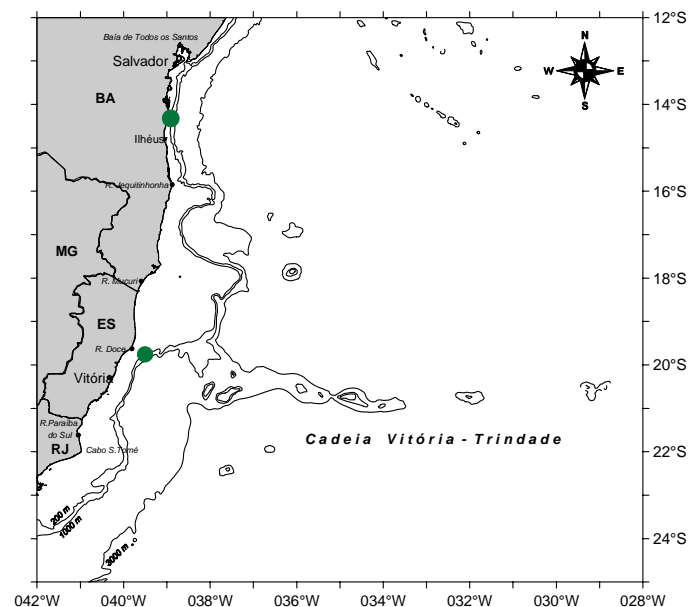 12°S
Baía de Todos os Santos
Salvador
N
W
E
S
BA
14°S
Ilhéus
R. Jequitinhonha
16°S
MG
R. Mucuri
18°S
ES
R. Doce
20°S
Vitória
R.Paraíba
do Sul
RJ
Cabo S.Tomé
Cadeia Vitória - Trindade
22°S
200 m
1000 m
3000 m
24°S
042°W
040°W
038°W
036°W
034°W
032°W
030°W
028°W